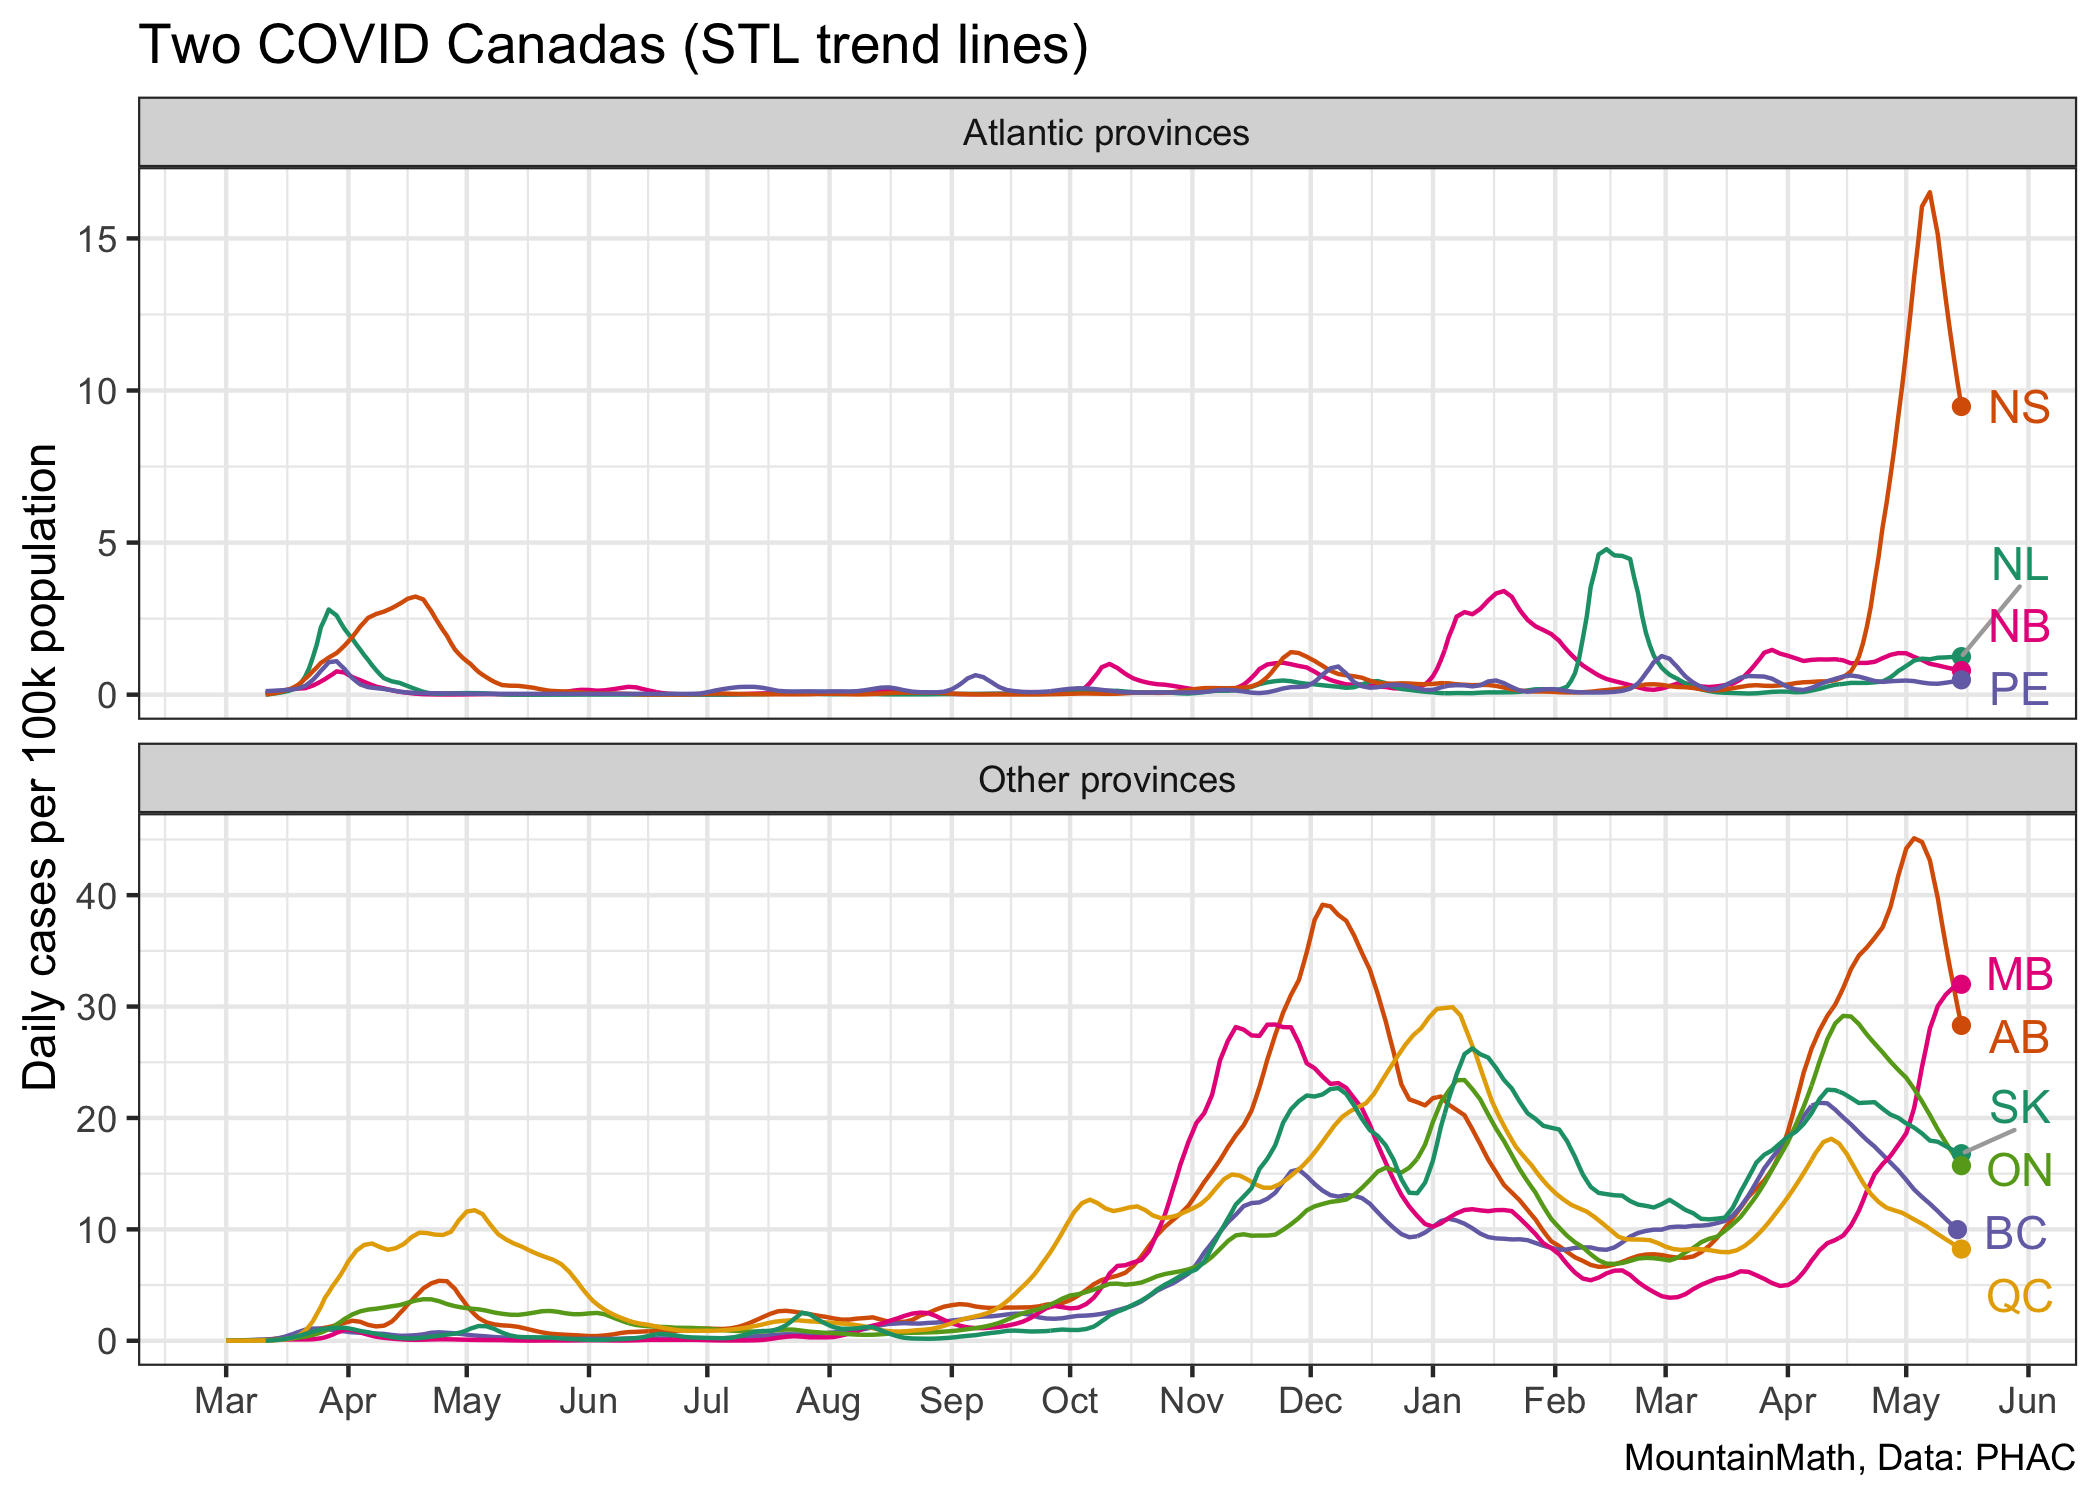 Two COVID Canadas (STL trend lines)
Atlantic provinces
15
10
5
0
NS
NL
NB
PE
Daily cases per 100k population
Other provinces
40
30
20
10
0
MB
AB
SK
ON
BC
QC
Mar Apr May Jun Jul Aug Sep Oct Nov Dec Jan Feb Mar Apr May Jun
MountainMath, Data: PHAC